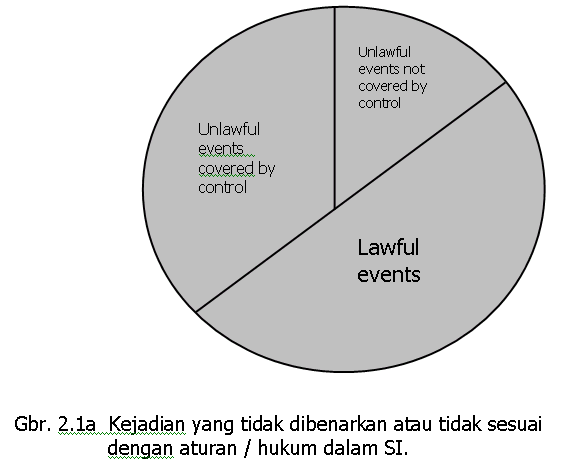 Unlawful
events not
covered by
control
Unlawful
events
covered by
control
Lawful
events
Gbr. 2.1a Kejadian yang tidak dibenarkan atau tidak sesuai
dengan aturan / hukum dalam SI.